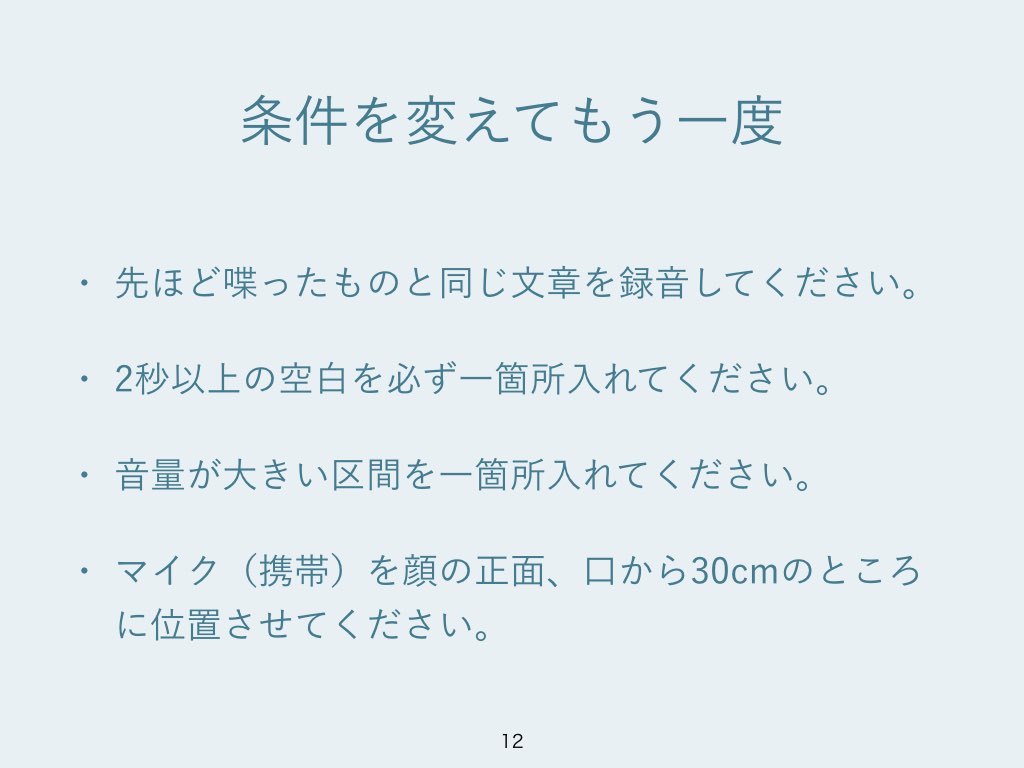 条件を変えてもう一度
・ 先ほど喋ったものと同じ文章を録音してください。
・ 2秒以上の空白を必ず一箇所入れてください。
・ 音量が大きい区間を一箇所入れてください。
・ マイク（携帯）を顔の正面、口から30cmのところ
に位置させてください。
12